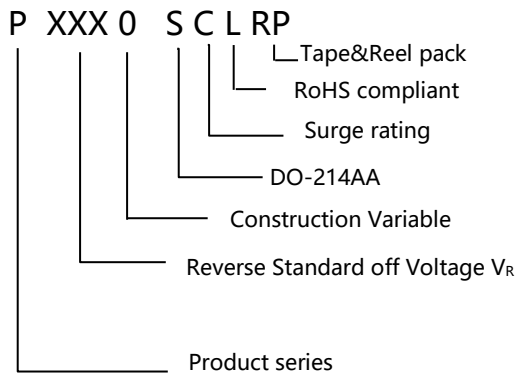 P XXX 0 S C L RP
Tape&Reel pack
RoHS compliant
Surge rating
DO-214AA
Construction Variable
Reverse Standard off Voltage VR
Product series